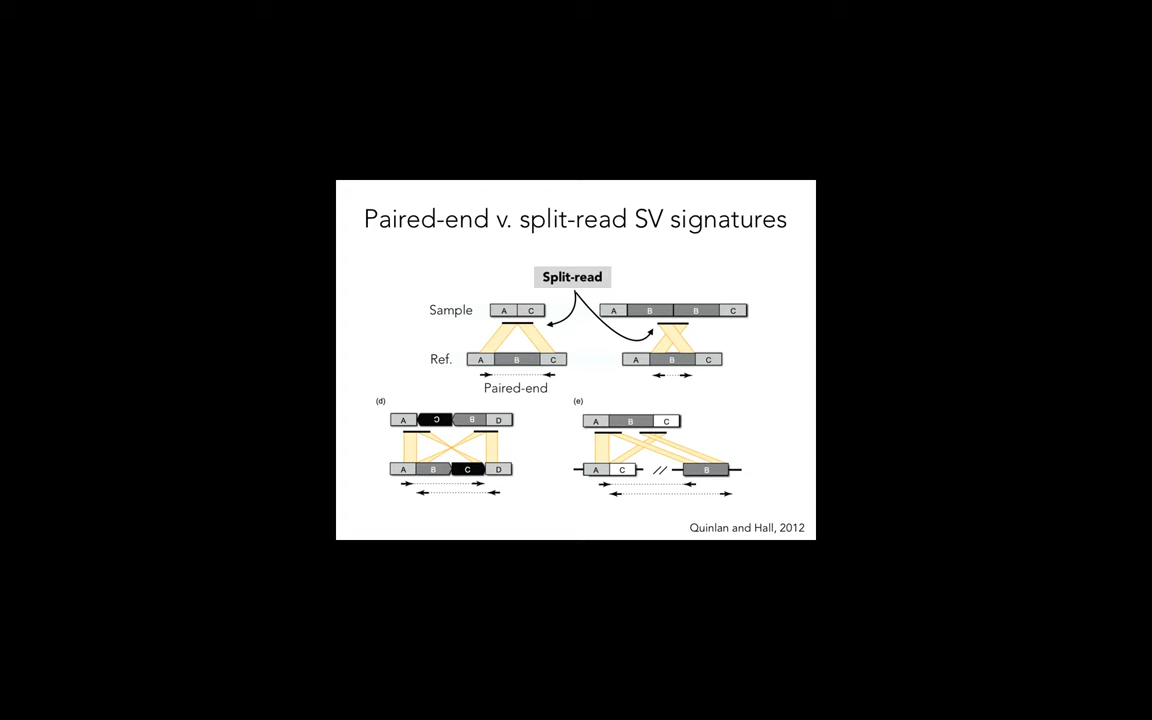 Paired-end v. split-read SV signatures
Split-read
Sample A C A B B C
Ref. A B C A B C
Paired-end
(d) (e)
A C B D A B C
A B C D A C // B
Quinlan and Hall, 2012